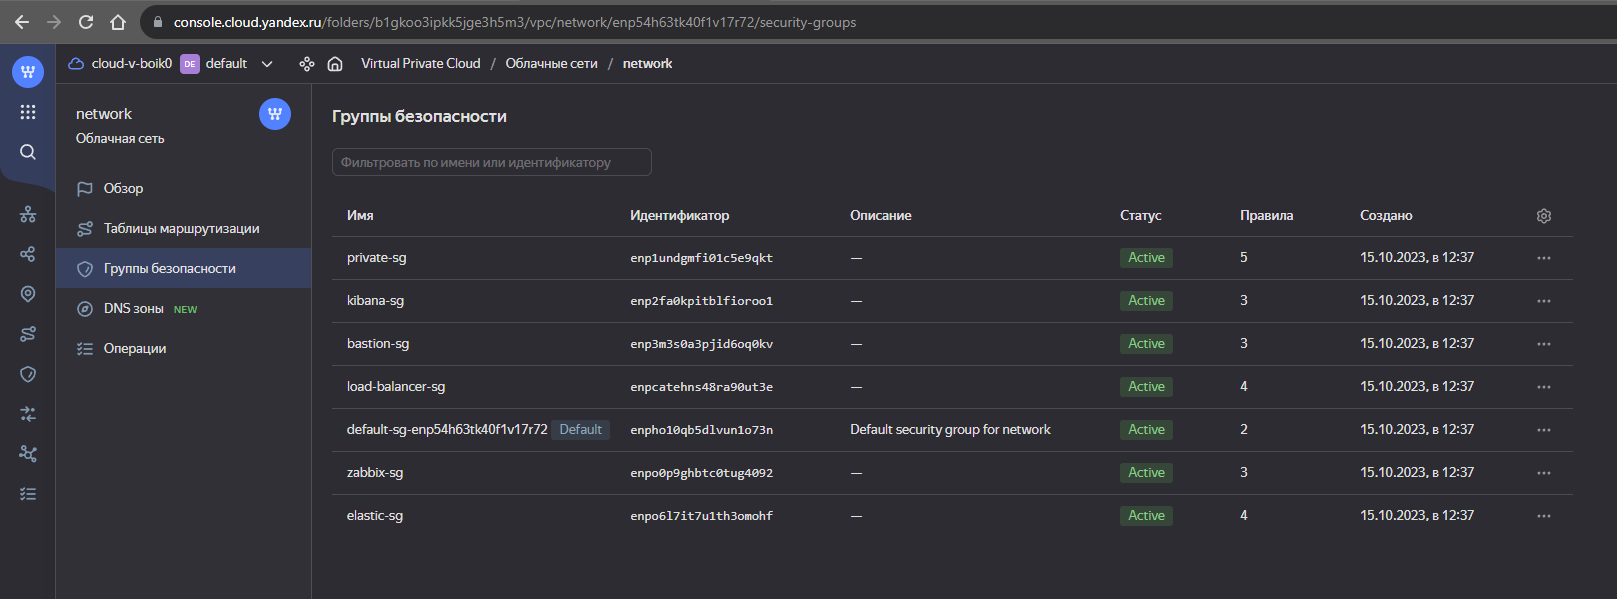 console.cloud.yandex.ru/folders/b1gkoo3ipkk5jge3h5m3/vpc/network/enp54h63tk40f1v17r72/security-groups
cloud-v-boik0 DE default Virtual Private Cloud / Облачные сети / network
network
Облачная сеть
Обзор
Таблицы маршрутизации
Группы безопасности
DNS зоны NEW
Операции
Группы безопасности
Фильтровать по имени или идентификатору
Имя Идентификатор Описание Статус Правила Создано
private-sg enp1undgmfi01c5e9qkt — Active 5 15.10.2023, в 12:37
kibana-sg enp2fa0kpitblfioroo1 — Active 3 15.10.2023, в 12:37
bastion-sg enp3m3s0a3pjid6oq0kv — Active 3 15.10.2023, в 12:37
load-balancer-sg enpcatehns48ra90ut3e — Active 4 15.10.2023, в 12:37
default-sg-enp54h63tk40f1v17r72 Default enpho10qb5dlvun1o73n Default security group for network Active 2 15.10.2023, в 12:37
zabbix-sg enpo0p9ghbtc0tug4092 — Active 3 15.10.2023, в 12:37
elastic-sg enpo6l7it7u1th3omohf — Active 4 15.10.2023, в 12:37